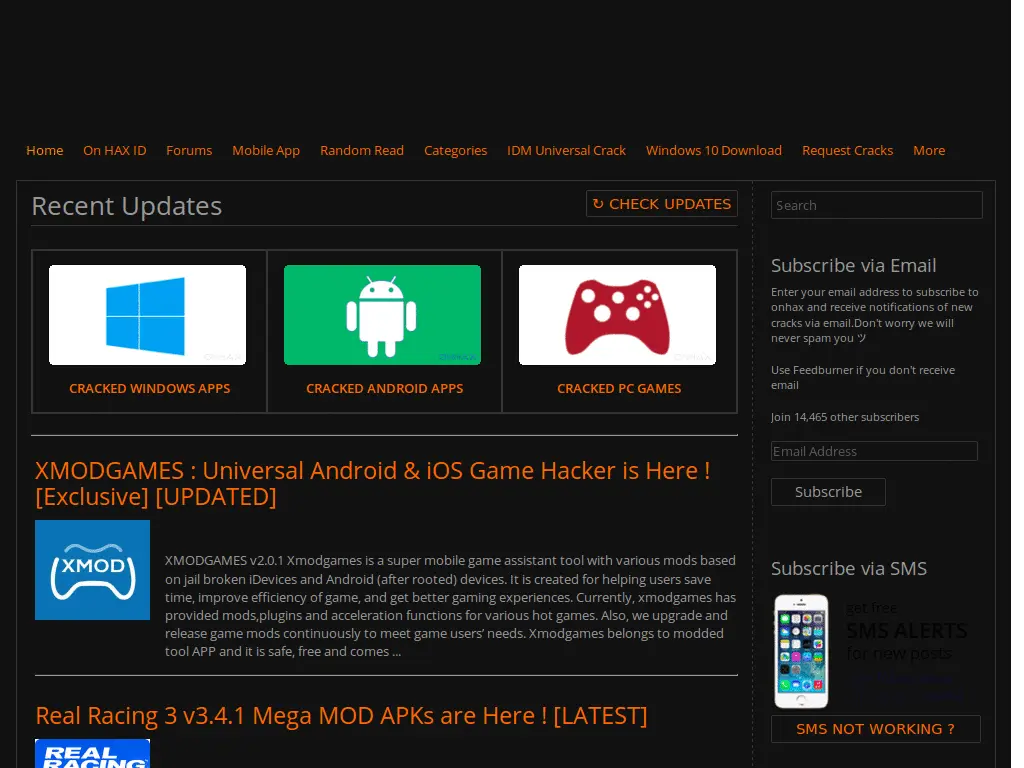 Home On HAX ID Forums Mobile App Random Read Categories IDM Universal Crack Windows 10 Download Request Cracks More
Recent Updates
↻ CHECK UPDATES
CRACKED WINDOWS APPS
CRACKED ANDROID APPS
CRACKED PC GAMES
XMODGAMES : Universal Android & iOS Game Hacker is Here !
[Exclusive] [UPDATED]
XMOD
XMODGAMES v2.0.1 Xmodgames is a super mobile game assistant tool with various mods based
on jail broken iDevices and Android (after rooted) devices. It is created for helping users save
time, improve efficiency of game, and get better gaming experiences. Currently, xmodgames has
provided mods,plugins and acceleration functions for various hot games. Also, we upgrade and
release game mods continuously to meet game users’ needs. Xmodgames belongs to modded
tool APP and it is safe, free and comes ...
Real Racing 3 v3.4.1 Mega MOD APKs are Here ! [LATEST]
REAL
RACING
Search
Subscribe via Email
Enter your email address to subscribe to
onhax and receive notifications of new
cracks via email.Don't worry we will
never spam you ツ
Use Feedburner if you don't receive
email
Join 14,465 other subscribers
Email Address
Subscribe
Subscribe via SMS
get free
SMS ALERTS
for new posts
SMS NOT WORKING ?